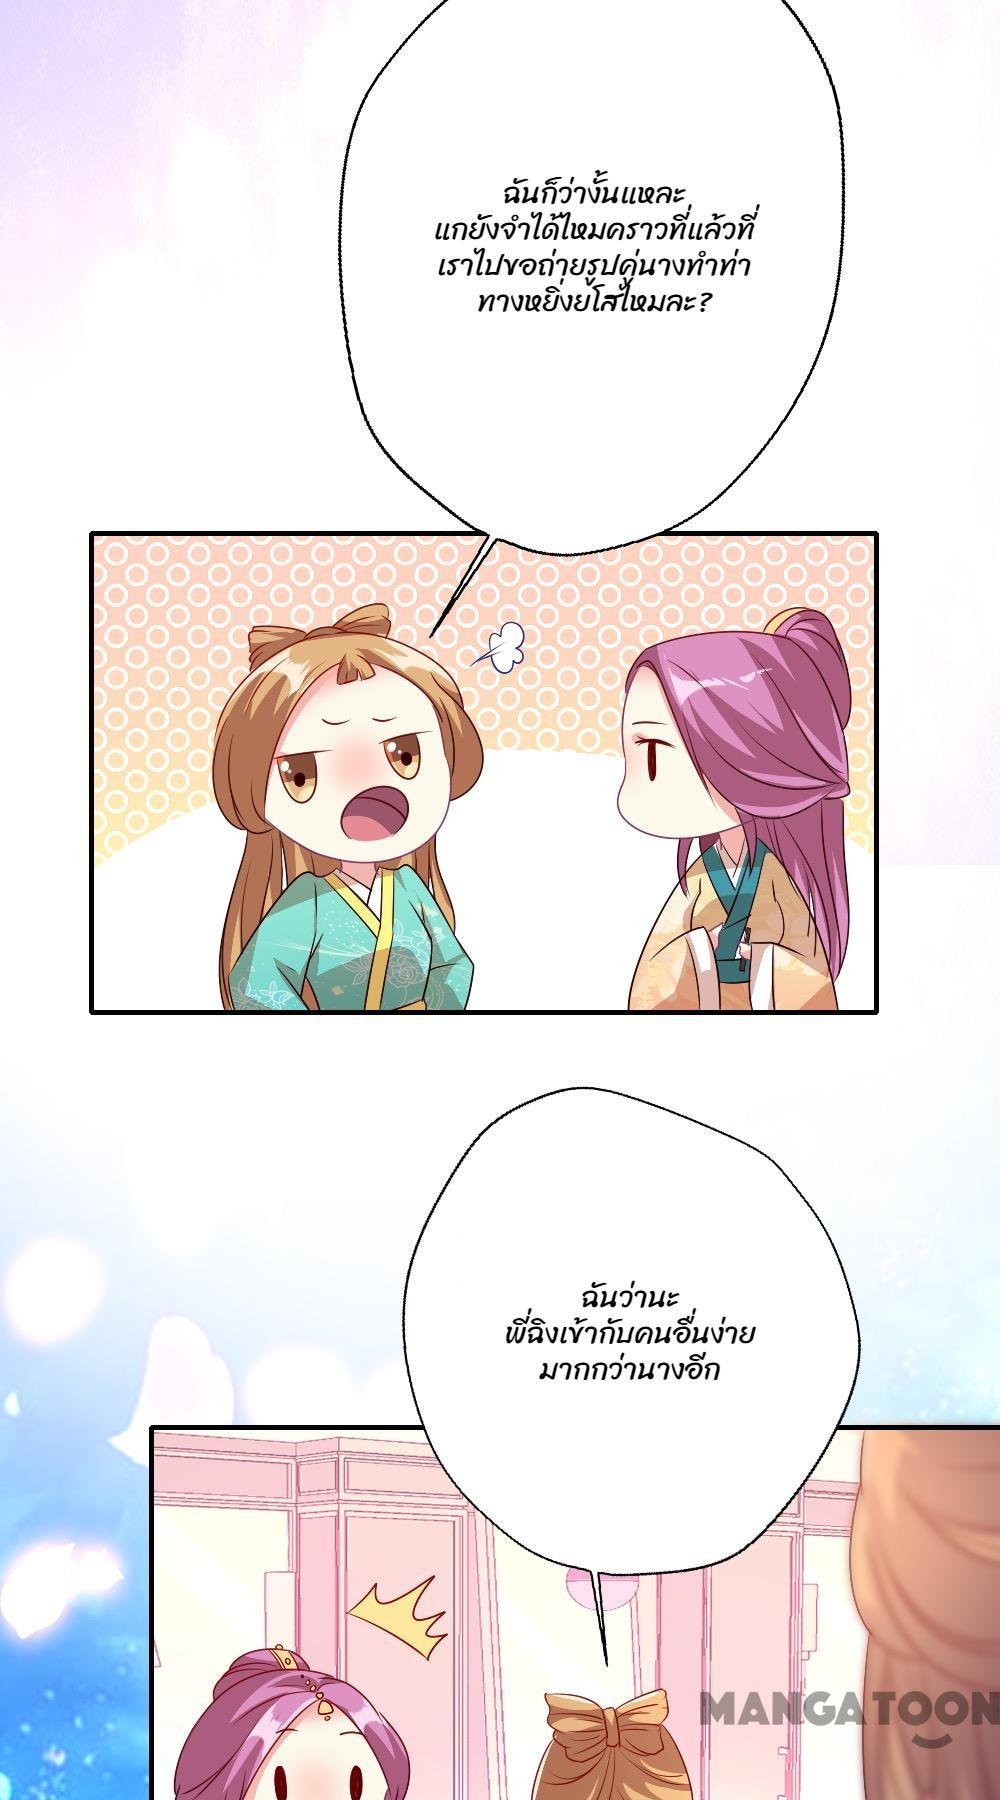 ฉันก็ว่างั้นแหละ
แกยังจำได้ไหมคราวที่แล้วที่
เราไปขอถ่ายรูปคู่นางทำท่า
ทางหยิ่งยโสไหมละ?
ฉันว่านะ
พี่ฉิงเข้ากับคนอื่นง่าย
มากกว่านางอีก
MANGATOON